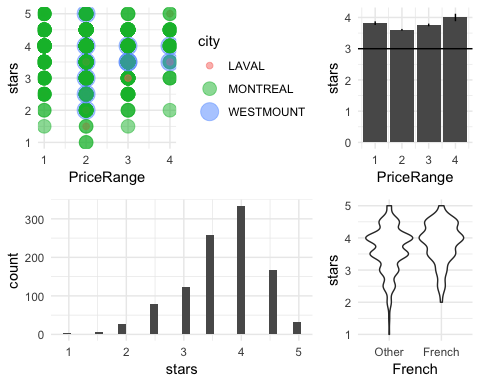 stars
5
4
3
2
1
1 2 3 4
PriceRange
city
LAVAL
MONTREAL
WESTMOUNT
stars
4
3
2
1
0
1 2 3 4
PriceRange
count
300
200
100
0
1 2 3 4 5
stars
stars
5
4
3
2
1
Other French
French